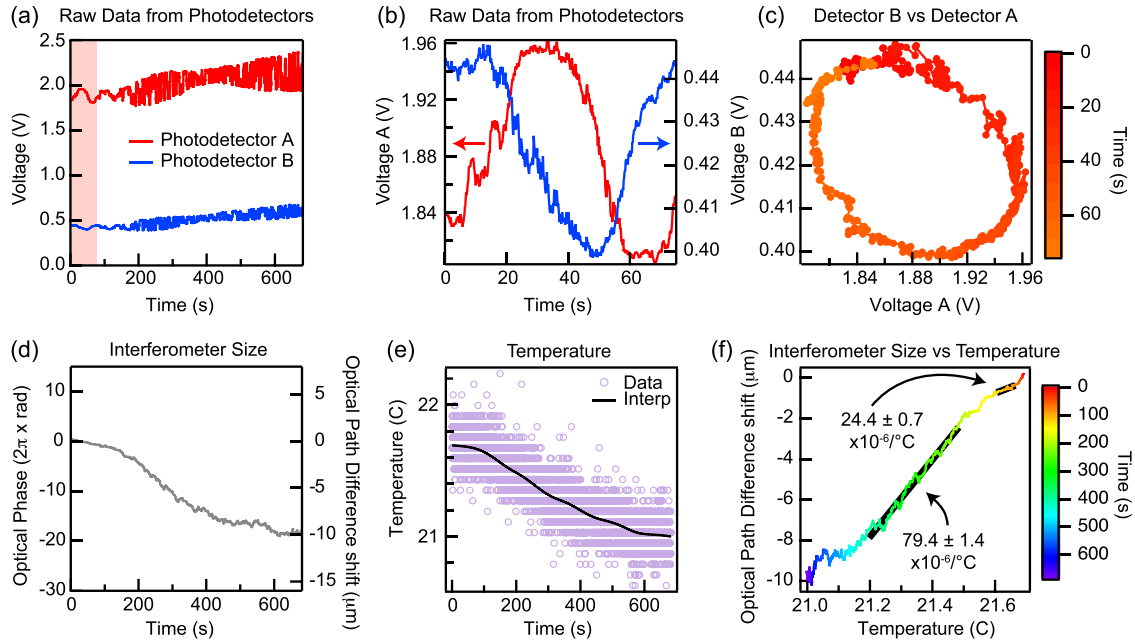 (a) Raw Data from Photodetectors
Voltage (V)
2.5
2.0
1.5
1.0
0.5
0.0
Photodetector A
Photodetector B
0 200 400 600
Time (s)
(b) Raw Data from Photodetectors
Voltage A (V)
1.96
1.92
1.88
1.84
0.44
0.43
0.42
0.41
0.40
0 20 40 60
Time (s)
(c) Detector B vs Detector A
Voltage B (V)
0.44
0.43
0.42
0.41
0.40
1.84 1.88 1.92 1.96
Voltage A (V)
0
20
40
60
Time (s)
(d) Interferometer Size
Optical Phase (2π x rad)
10
0
-10
-20
-30
5
0
-5
-10
-15
Optical Path Difference shift (μm)
0 200 400 600
Time (s)
(e) Temperature
Temperature (C)
22
21
Data
Interp
0 200 400 600
Time (s)
(f) Interferometer Size vs Temperature
Optical Path Difference shift (μm)
0
-2
-4
-6
-8
-10
24.4 ± 0.7
x10-6/°C
79.4 ± 1.4
x10-6/°C
21.0 21.2 21.4 21.6
Temperature (C)
0
100
200
300
400
500
600
Time (s)